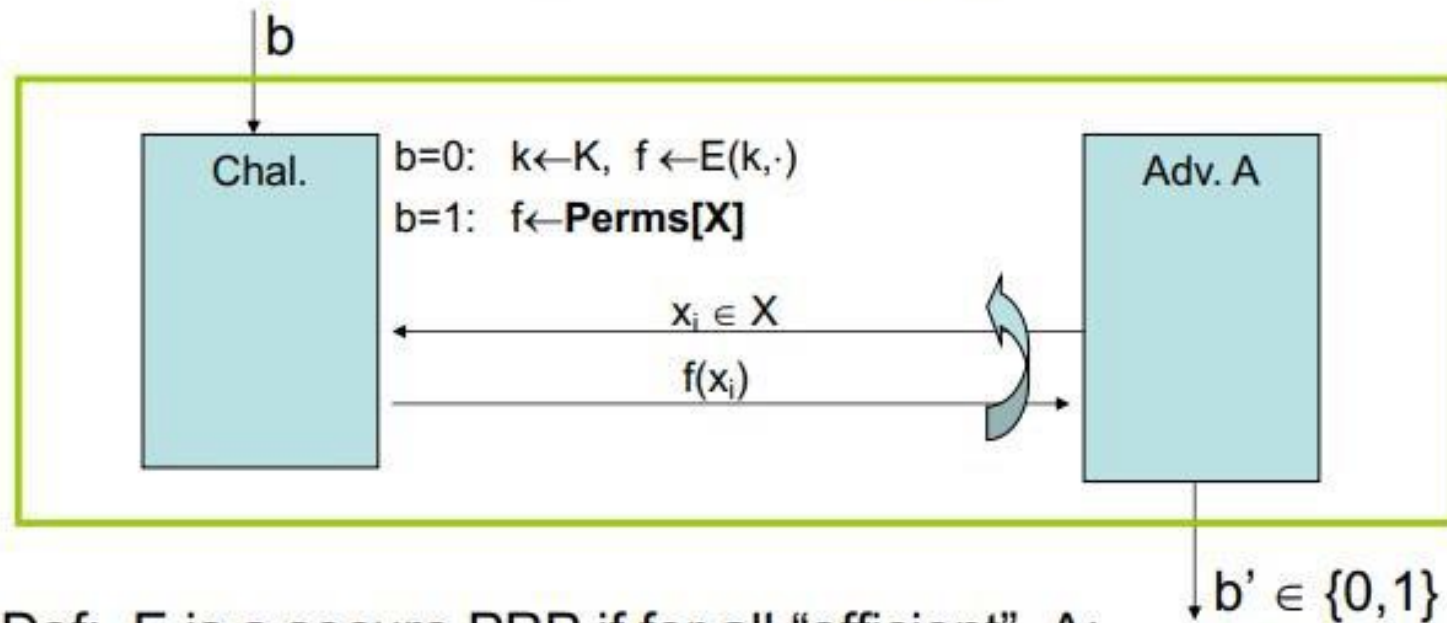 b
Chal.
b=0: k←K, f ←E(k,·)
b=1: f←Perms[X]
Adv. A
xᵢ ∈ X
f(xᵢ)
b' ∈ {0,1}